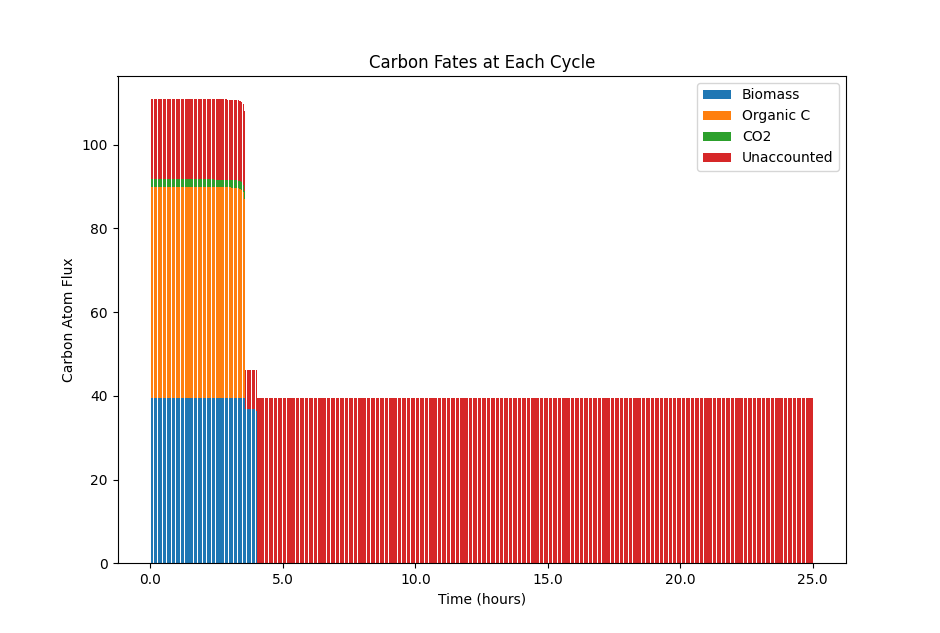 Carbon Fates at Each Cycle
Biomass
Organic C
CO2
Unaccounted
100
80
60
40
20
0
Carbon Atom Flux
0.0 5.0 10.0 15.0 20.0 25.0
Time (hours)